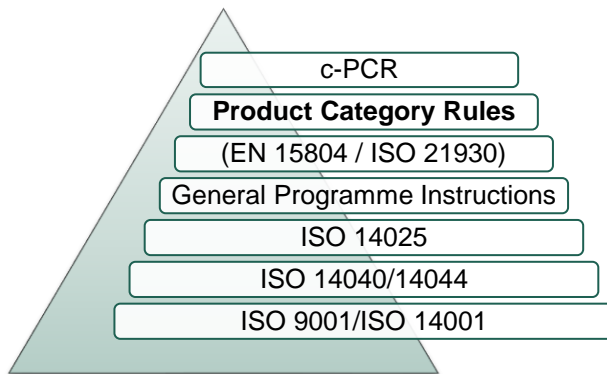 c-PCR
Product Category Rules
(EN 15804 / ISO 21930)
General Programme Instructions
ISO 14025
ISO 14040/14044
ISO 9001/ISO 14001